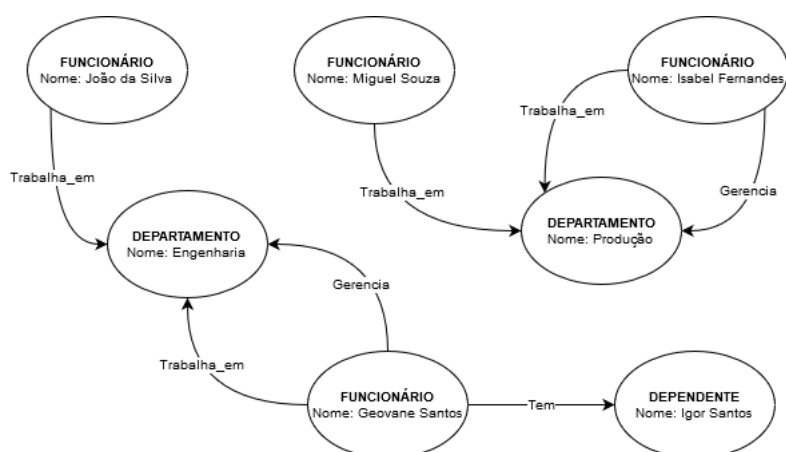 FUNCIONÁRIO
Nome: João da Silva
FUNCIONÁRIO
Nome: Miguel Souza
FUNCIONÁRIO
Nome: Isabel Fernandes
Trabalha_em
Trabalha_em
Trabalha_em
Gerencia
DEPARTAMENTO
Nome: Engenharia
DEPARTAMENTO
Nome: Produção
Gerencia
Trabalha_em
FUNCIONÁRIO
Nome: Geovane Santos
Tem
DEPENDENTE
Nome: Igor Santos